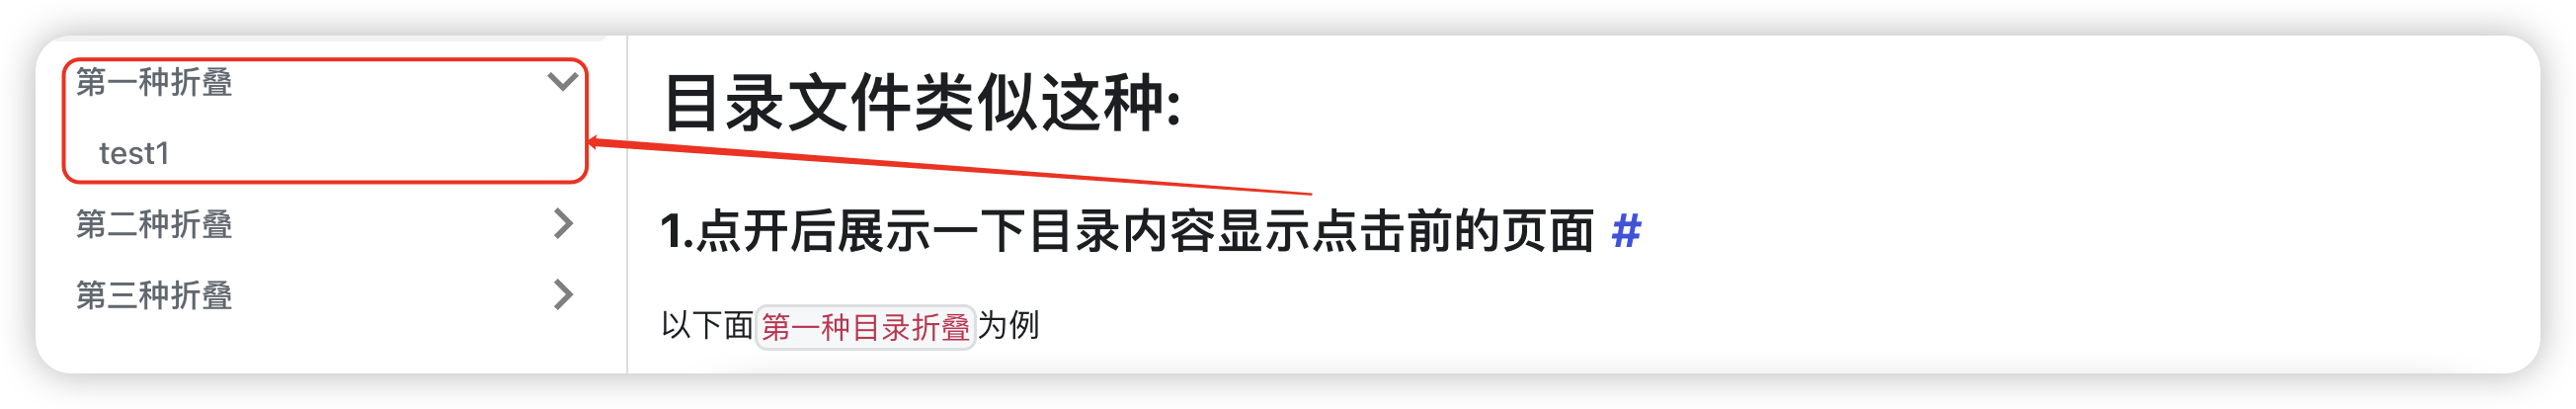 第一种折叠
test1
第二种折叠
第三种折叠
目录文件类似这种:
1.点开后展示一下目录内容显示点击前的页面 #
以下面第一种目录折叠为例